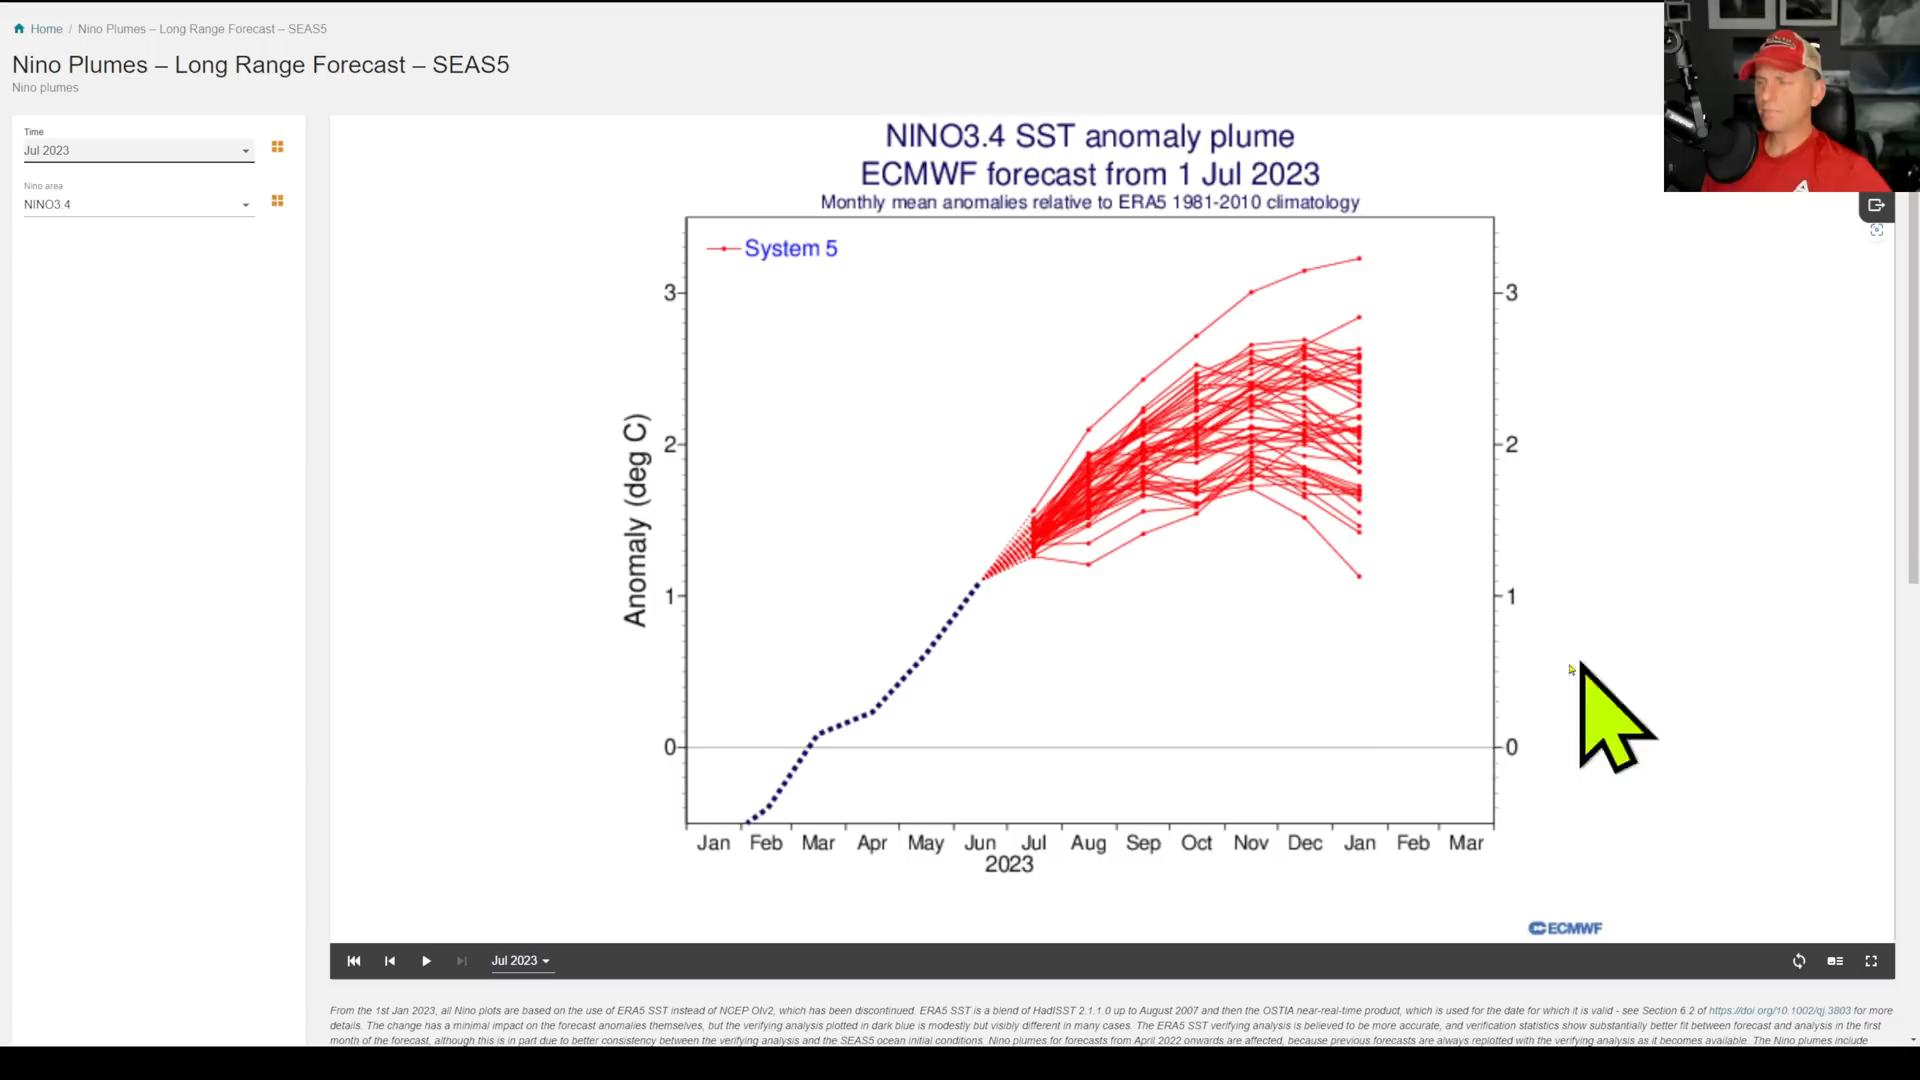 Home / Nino Plumes – Long Range Forecast – SEAS5
Nino Plumes – Long Range Forecast – SEAS5
Nino plumes
Time
Jul 2023
Nino area
NINO3.4
NINO3.4 SST anomaly plume
ECMWF forecast from 1 Jul 2023
Monthly mean anomalies relative to ERA5 1981-2010 climatology
System 5
3 3
2 2
1 1
0 0
Anomaly (deg C)
Jan Feb Mar Apr May Jun Jul Aug Sep Oct Nov Dec Jan Feb Mar
2023
ECMWF
Jul 2023
From the 1st Jan 2023, all Nino plots are based on the use of ERA5 SST instead of NCEP OIv2, which has been discontinued. ERA5 SST is a blend of HadISST 2.1.1.0 up to August 2007 and then the OSTIA near-real-time product, which is used for the date for which it is valid - see Section 6.2 of https://doi.org/10.1002/qj.3803 for more
details. The change has a minimal impact on the forecast anomalies themselves, but the verifying analysis plotted in dark blue is modestly but visibly different in many cases. The ERA5 SST verifying analysis is believed to be more accurate, and verification statistics show substantially better fit between forecast and analysis in the first
month of the forecast, although this is in part due to better consistency between the verifying analysis and the SEAS5 ocean initial conditions. Nino plumes for forecasts from April 2022 onwards are affected, because previous forecasts are always replotted with the verifying analysis as it becomes available. The Nino plumes include